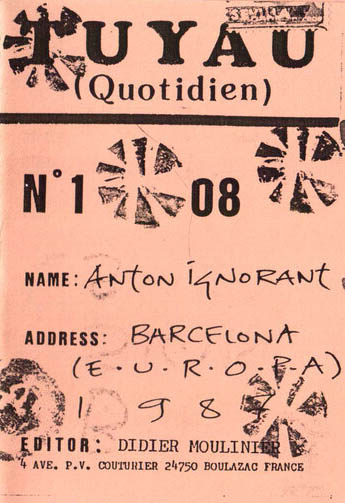 TUYAU
(Quotidien)
N° 1 08
NAME: ANTON iGNORANT
ADDRESS: BARCELONA
(E.U.R.O.P.A)
1987
EDITOR: DIDIER MOULINIER
4 AVE. P.V. COUTURIER 24750 BOULAZAC FRANCE